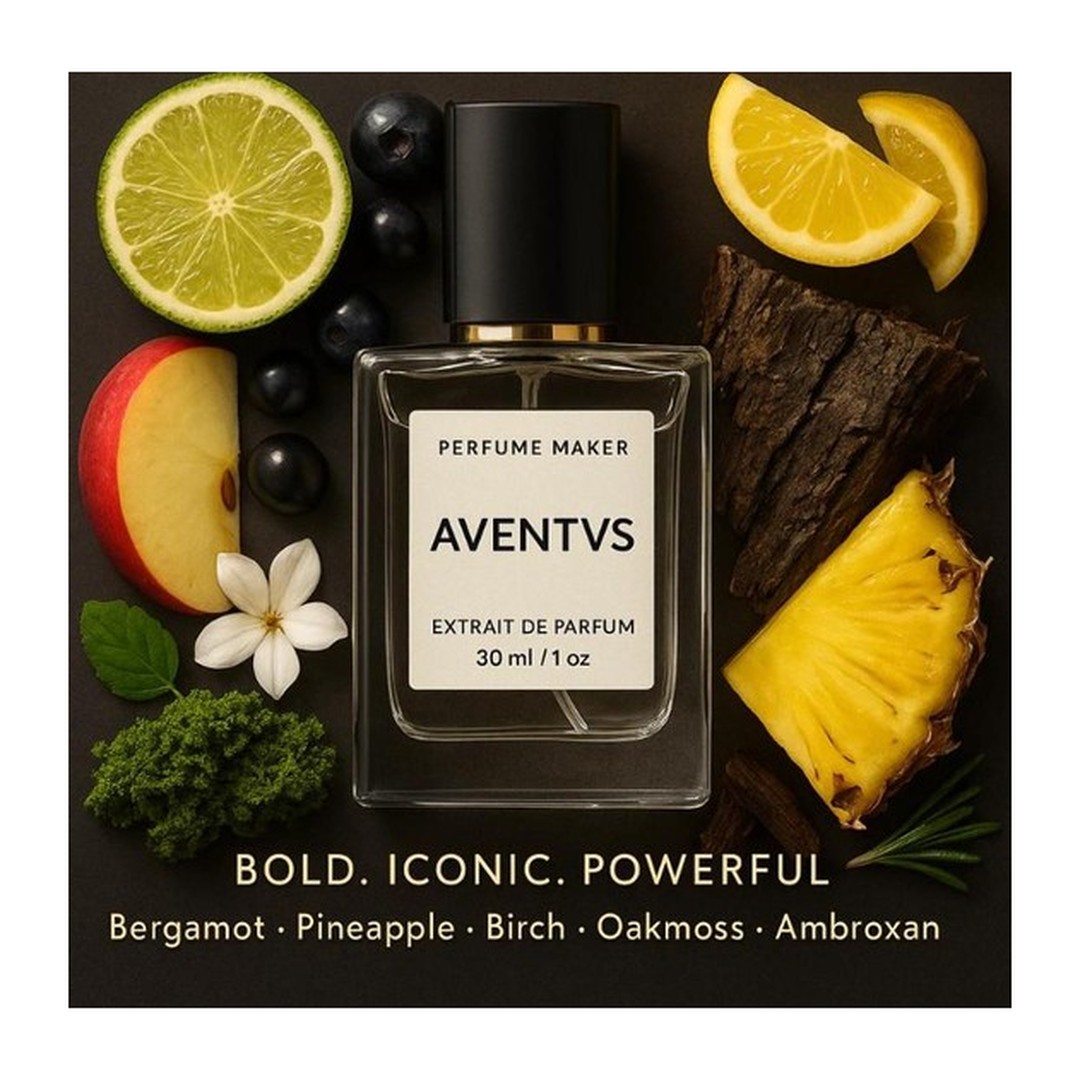 PERFUME MAKER
AVENTVS
EXTRAIT DE PARFUM
30 ml / 1 oz
BOLD. ICONIC. POWERFUL
Bergamot · Pineapple · Birch · Oakmoss · Ambroxan